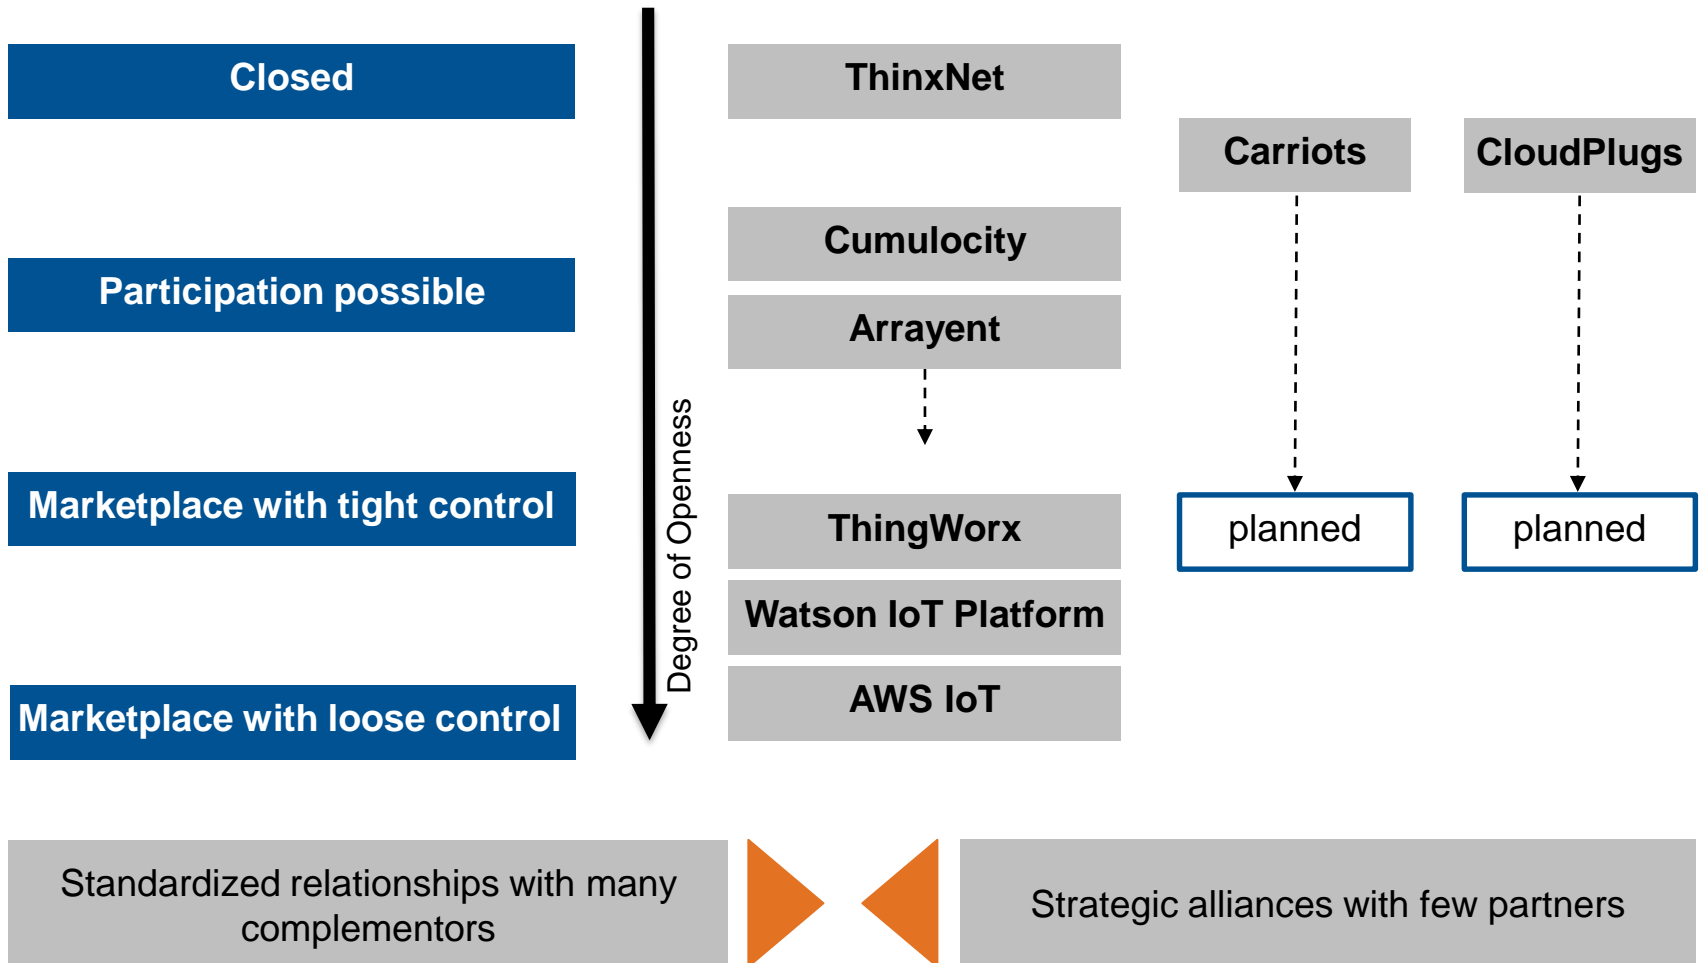 Closed
ThinxNet
Carriots
CloudPlugs
Cumulocity
Participation possible
Arrayent
Degree of Openness
Marketplace with tight control
ThingWorx
planned
planned
Watson IoT Platform
Marketplace with loose control
AWS IoT
Standardized relationships with many
complementors
Strategic alliances with few partners